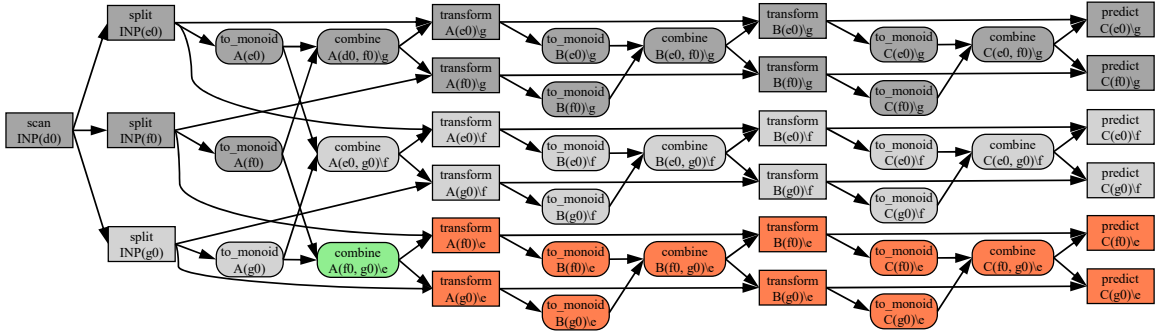 scan
INP(d0)
split
INP(e0)
split
INP(f0)
split
INP(g0)
to_monoid
A(e0)
to_monoid
A(f0)
to_monoid
A(g0)
combine
A(d0, f0)\g
combine
A(e0, g0)\f
combine
A(f0, g0)\e
transform
A(e0)\g
transform
A(f0)\g
transform
A(e0)\f
transform
A(g0)\f
transform
A(f0)\e
transform
A(g0)\e
to_monoid
B(e0)\g
to_monoid
B(f0)\g
to_monoid
B(e0)\f
to_monoid
B(g0)\f
to_monoid
B(f0)\e
to_monoid
B(g0)\e
combine
B(e0, f0)\g
combine
B(e0, g0)\f
combine
B(f0, g0)\e
transform
B(e0)\g
transform
B(f0)\g
transform
B(e0)\f
transform
B(g0)\f
transform
B(f0)\e
transform
B(g0)\e
to_monoid
C(e0)\g
to_monoid
C(f0)\g
to_monoid
C(e0)\f
to_monoid
C(g0)\f
to_monoid
C(f0)\e
to_monoid
C(g0)\e
combine
C(e0, f0)\g
combine
C(e0, g0)\f
combine
C(f0, g0)\e
predict
C(e0)\g
predict
C(f0)\g
predict
C(e0)\f
predict
C(g0)\f
predict
C(f0)\e
predict
C(g0)\e